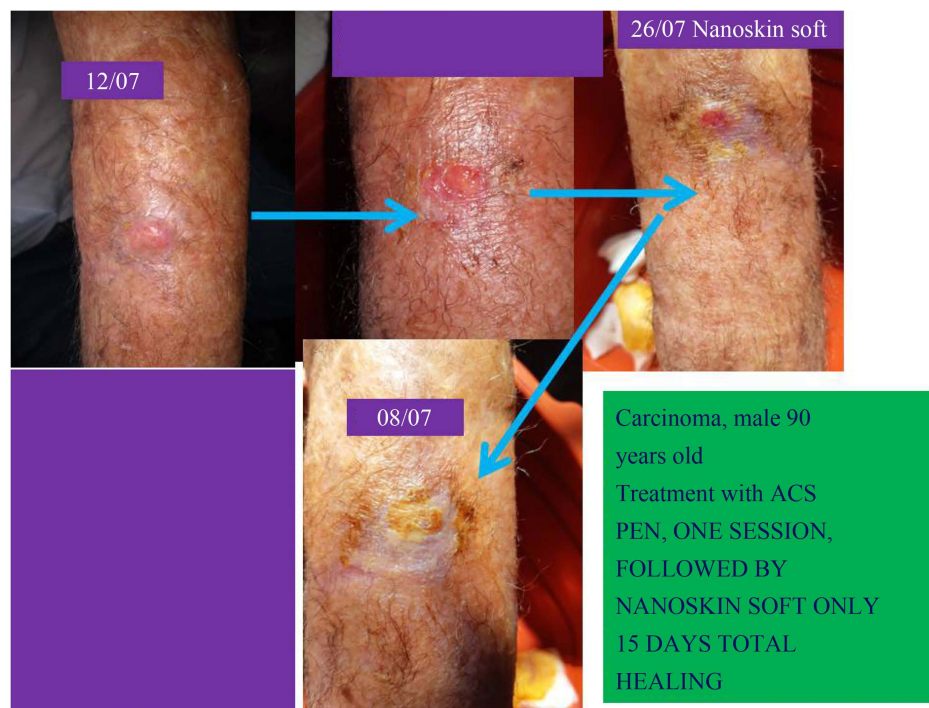 12/07
26/07 Nanoskin soft
08/07
Carcinoma, male 90
years old
Treatment with ACS
PEN, ONE SESSION,
FOLLOWED BY
NANOSKIN SOFT ONLY
15 DAYS TOTAL
HEALING